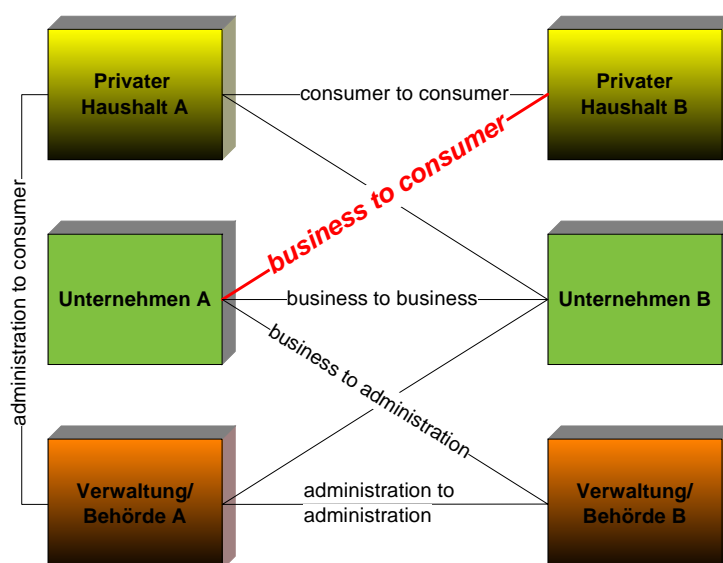 Privater
Haushalt A
consumer to consumer
Privater
Haushalt B
business to consumer
administration to consumer
Unternehmen A
business to business
Unternehmen B
business to administration
Verwaltung/
Behörde A
administration to
administration
Verwaltung/
Behörde B